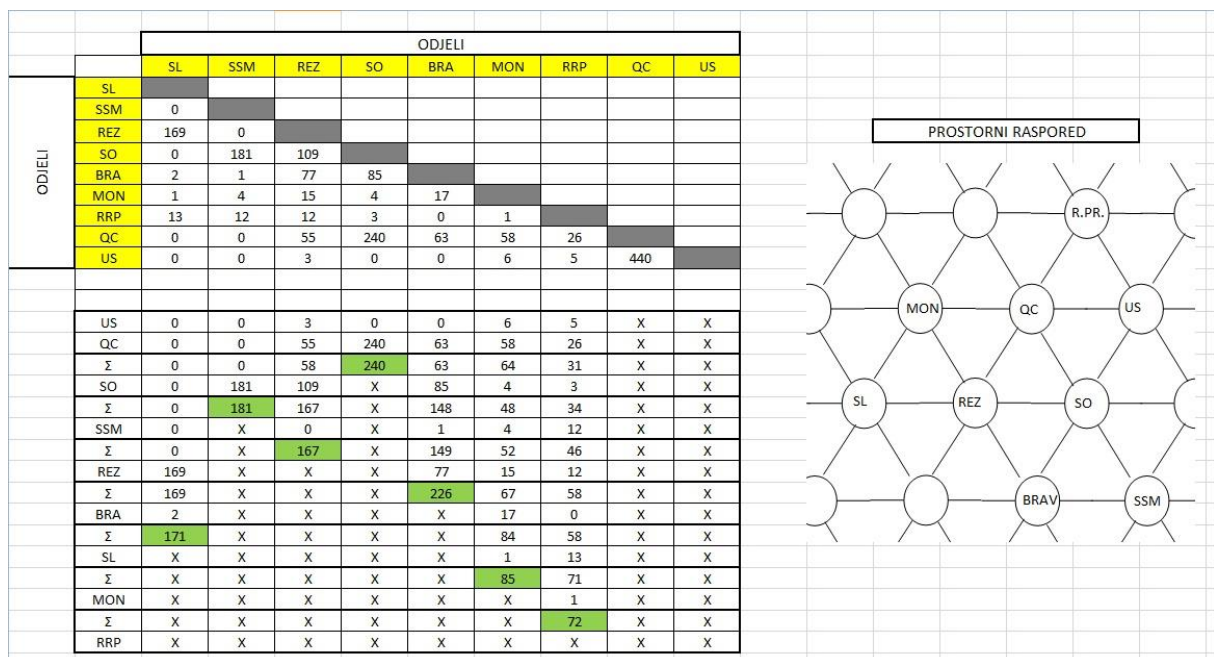 ODJELI
SL SSM REZ SO BRA MON RRP QC US
ODJELI
SL
SSM 0
REZ 169 0
SO 0 181 109
BRA 2 1 77 85
MON 1 4 15 4 17
RRP 13 12 12 3 0 1
QC 0 0 55 240 63 58 26
US 0 0 3 0 0 6 5 440
US 0 0 3 0 0 6 5 X X
QC 0 0 55 240 63 58 26 X X
Σ 0 0 58 240 63 64 31 X X
SO 0 181 109 X 85 4 3 X X
Σ 0 181 167 X 148 48 34 X X
SSM 0 X 0 X 1 4 12 X X
Σ 0 X 167 X 149 52 46 X X
REZ 169 X X X 77 15 12 X X
Σ 169 X X X 226 67 58 X X
BRA 2 X X X X 17 0 X X
Σ 171 X X X X 84 58 X X
SL X X X X X 1 13 X X
Σ X X X X X 85 71 X X
MON X X X X X X 1 X X
Σ X X X X X X 72 X X
RRP X X X X X X X X X
PROSTORNI RASPORED
R.PR.
MON QC US
SL REZ SO
BRAV SSM